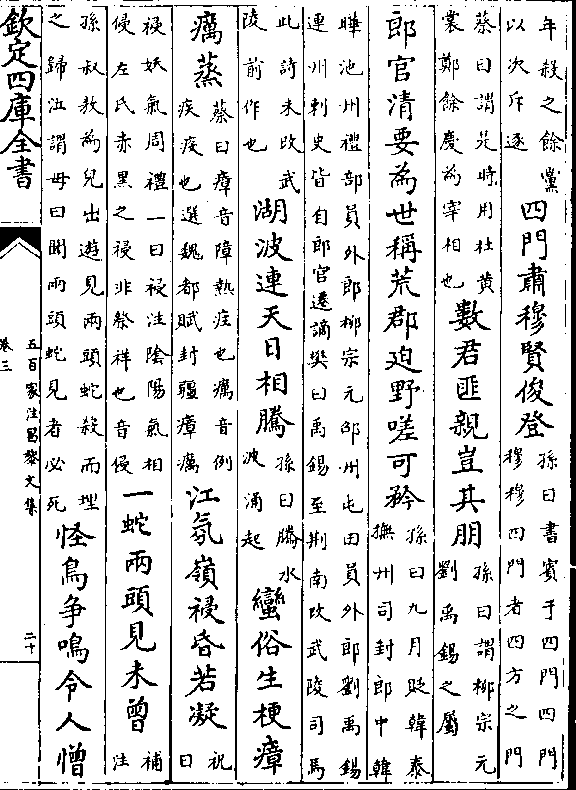 年殺之餘黨以次斥逐四門肅穆賢俊登孫曰書賓于四門四門穆穆四門者四方之門
蔡曰謂是時用杜黄裳鄭餘慶為宰相也數君匪親豈其朋孫曰謂柳宗元劉禹錫之屬
郎官清要為世稱荒郡迫野嗟可矜孫曰九月貶韓泰撫州司封郎中韓
曄池州禮部員外郎柳宗元邵州屯田員外郎劉禹錫連州刺史皆自郎官遷謫樊曰禹錫至荆南改武陵司馬
此詩未改武陵前作也湖波連天日相騰孫曰騰水波涌起蠻俗生梗瘴
癘蒸蔡曰瘴音障熱症也癘音例疾疫也選魏都賦封疆瘴癘江氛嶺祲昏若凝祝曰
祲妖氣周禮一曰祲注陰陽氣相侵左氏赤黑之祲非祭祥也音侵一蛇兩頭見未曾補注
孫叔敖為兒出遊見兩頭蛇殺而埋之歸泣謂母曰聞兩頭蛇見者必死怪鳥争鳴令人憎
欽定四庫全書
五百家注昌黎文集
卷三
二十